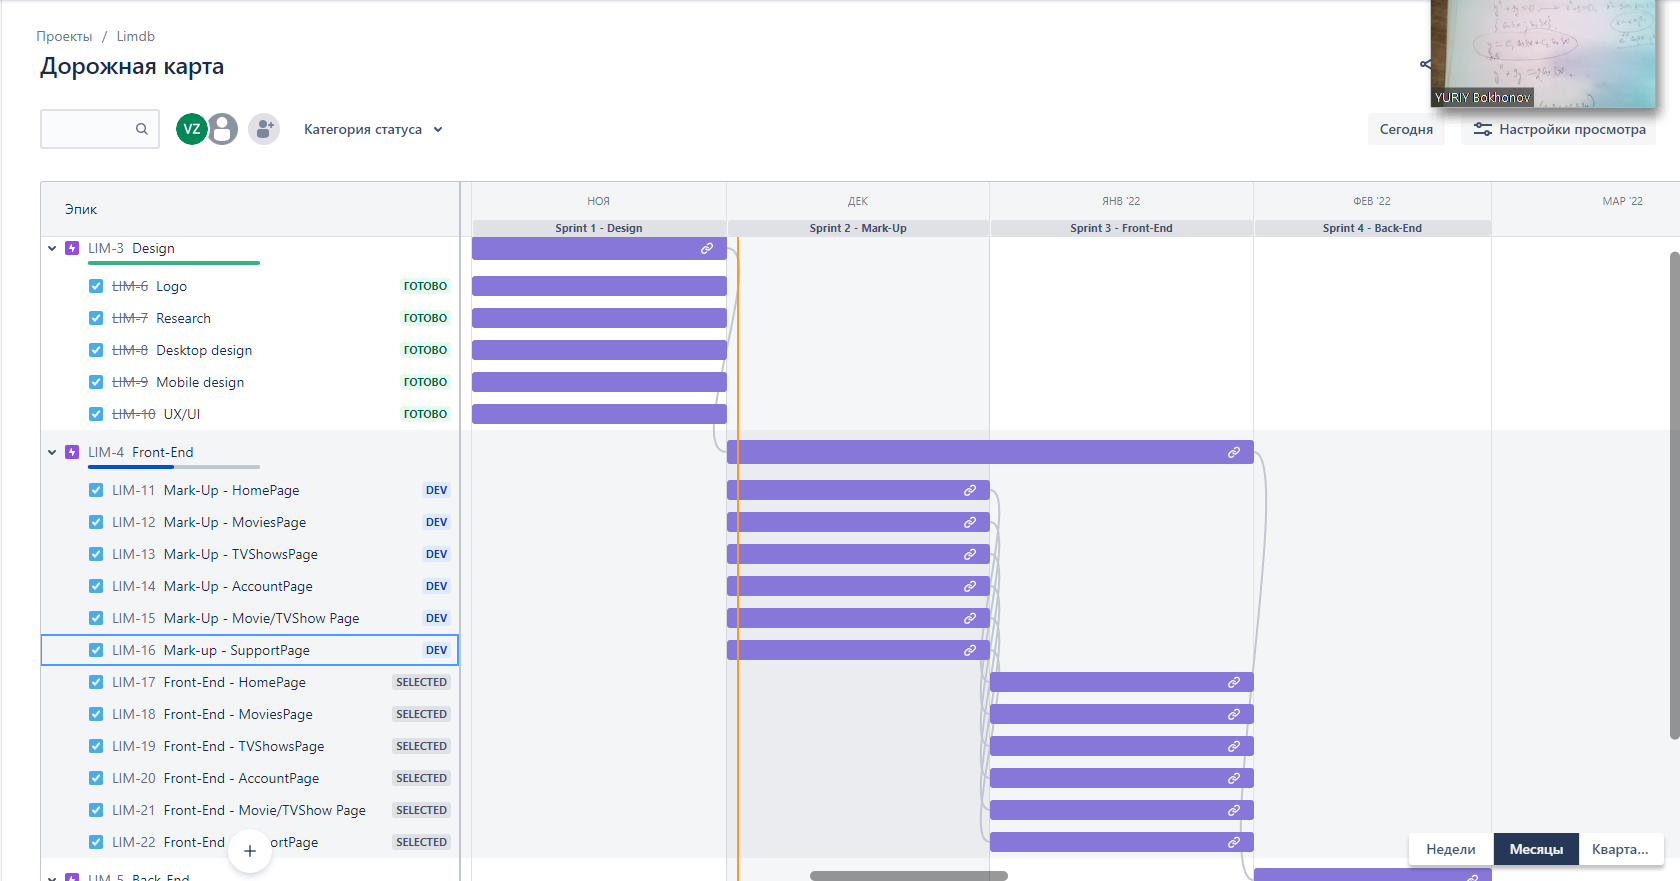 Проекты / Limdb
Дорожная карта
VZ
Категория статуса
YURIY Bokhonov
Сегодня
Настройки просмотра
Эпик
НОЯ
ДЕК
ЯНВ '22
ФЕВ '22
МАР '22
Sprint 1 - Design
Sprint 2 - Mark-Up
Sprint 3 - Front-End
Sprint 4 - Back-End
LIM-3 Design
LIM-6 Logo ГОТОВО
LIM-7 Research ГОТОВО
LIM-8 Desktop design ГОТОВО
LIM-9 Mobile design ГОТОВО
LIM-10 UX/UI ГОТОВО
LIM-4 Front-End
LIM-11 Mark-Up - HomePage DEV
LIM-12 Mark-Up - MoviesPage DEV
LIM-13 Mark-Up - TVShowsPage DEV
LIM-14 Mark-Up - AccountPage DEV
LIM-15 Mark-Up - Movie/TVShow Page DEV
LIM-16 Mark-up - SupportPage DEV
LIM-17 Front-End - HomePage SELECTED
LIM-18 Front-End - MoviesPage SELECTED
LIM-19 Front-End - TVShowsPage SELECTED
LIM-20 Front-End - AccountPage SELECTED
LIM-21 Front-End - Movie/TVShow Page SELECTED
LIM-22 Front-End ortPage SELECTED
LIM-5 Back-End
Недели
Месяцы
Кварта...